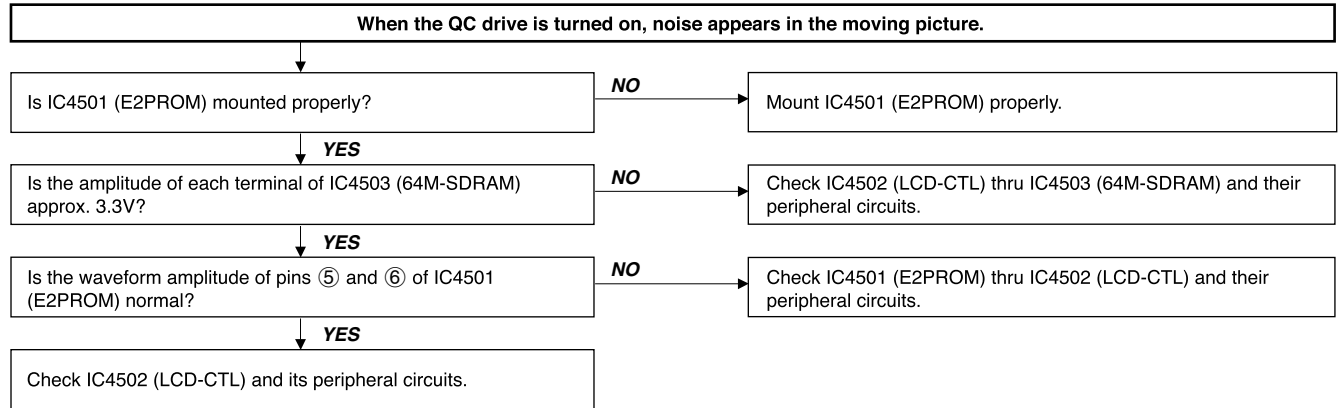 When the QC drive is turned on, noise appears in the moving picture.
Is IC4501 (E2PROM) mounted properly?
NO
Mount IC4501 (E2PROM) properly.
YES
Is the amplitude of each terminal of IC4503 (64M-SDRAM)
approx. 3.3V?
NO
Check IC4502 (LCD-CTL) thru IC4503 (64M-SDRAM) and their
peripheral circuits.
YES
Is the waveform amplitude of pins ⑤ and ⑥ of IC4501
(E2PROM) normal?
NO
Check IC4501 (E2PROM) thru IC4502 (LCD-CTL) and their
peripheral circuits.
YES
Check IC4502 (LCD-CTL) and its peripheral circuits.